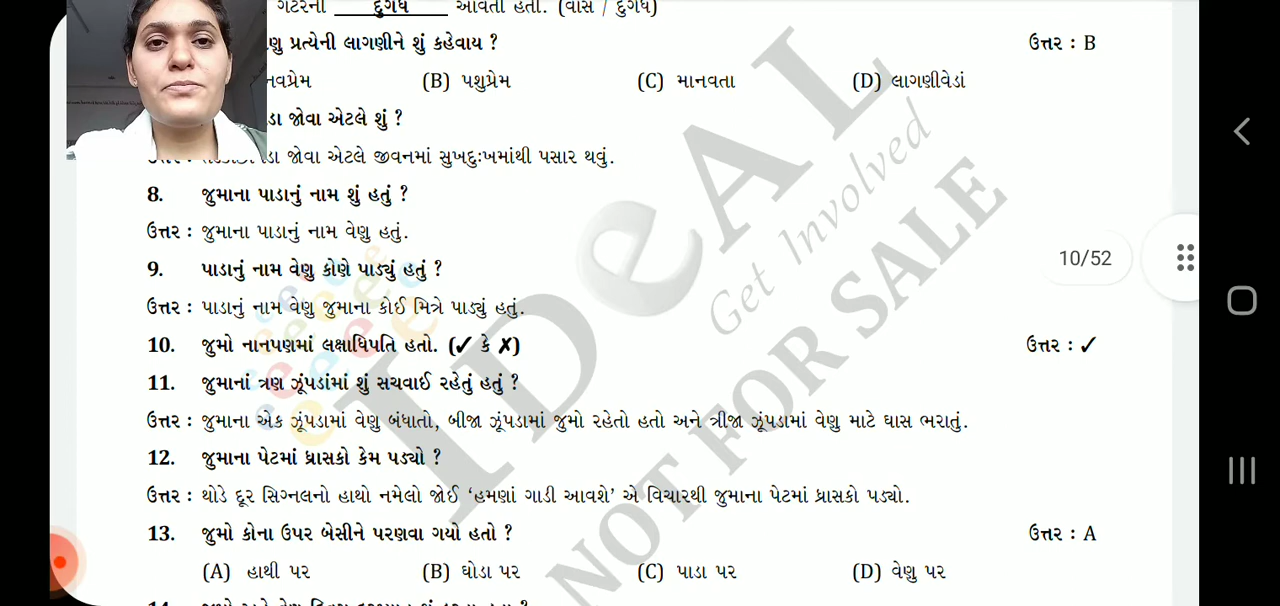 ગટરની દુર્ગંધ આવતી હતી. (વાસ / દુર્ગંધ)
પ્રત્યેની લાગણીને શું કહેવાય ? ઉત્તર : B
(B) પશુપ્રેમ (C) માનવતા (D) લાગણીવેડાં
જોવા એટલે શું ?
જોવા એટલે જીવનમાં સુખદુઃખમાંથી પસાર થવું.
8. જુમાના પાડાનું નામ શું હતું ?
ઉત્તર : જુમાના પાડાનું નામ વેણુ હતું.
9. પાડાનું નામ વેણુ કોણે પાડ્યું હતું ?
ઉત્તર : પાડાનું નામ વેણુ જુમાના કોઈ મિત્રે પાડ્યું હતું.
10/52
10. જુમો નાનપણમાં લક્ષાધિપતિ હતો. (✓ કે ✗) ઉત્તર : ✓
11. જુમાનાં ત્રણ ઝૂંપડાંમાં શું સચવાઈ રહેતું હતું ?
ઉત્તર : જુમાના એક ઝૂંપડામાં વેણુ બંધાતો, બીજા ઝૂંપડામાં જુમો રહેતો હતો અને ત્રીજા ઝૂંપડામાં વેણુ માટે ઘાસ ભરાતું.
12. જુમાના પેટમાં ધ્રાસકો કેમ પડ્યો ?
ઉત્તર : થોડે દૂર સિગ્નલનો હાથો નમેલો જોઈ ‘હમણાં ગાડી આવશે’ એ વિચારથી જુમાના પેટમાં ધ્રાસકો પડ્યો.
13. જુમો કોના ઉપર બેસીને પરણવા ગયો હતો ? ઉત્તર : A
(A) હાથી પર (B) ઘોડા પર (C) પાડા પર (D) વેણુ પર
IDeAL
Get Involved
NOT FOR SALE